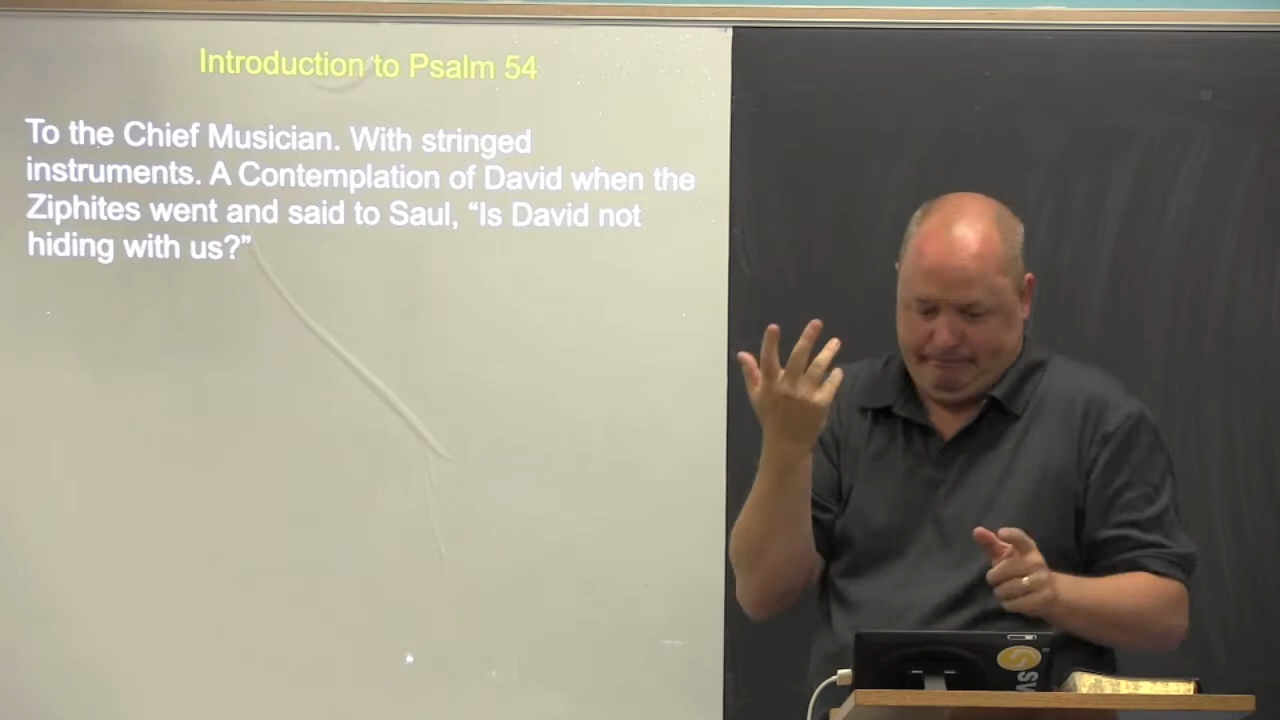 Introduction to Psalm 54
To the Chief Musician. With stringed
instruments. A Contemplation of David when the
Ziphites went and said to Saul, “Is David not
hiding with us?”
SV